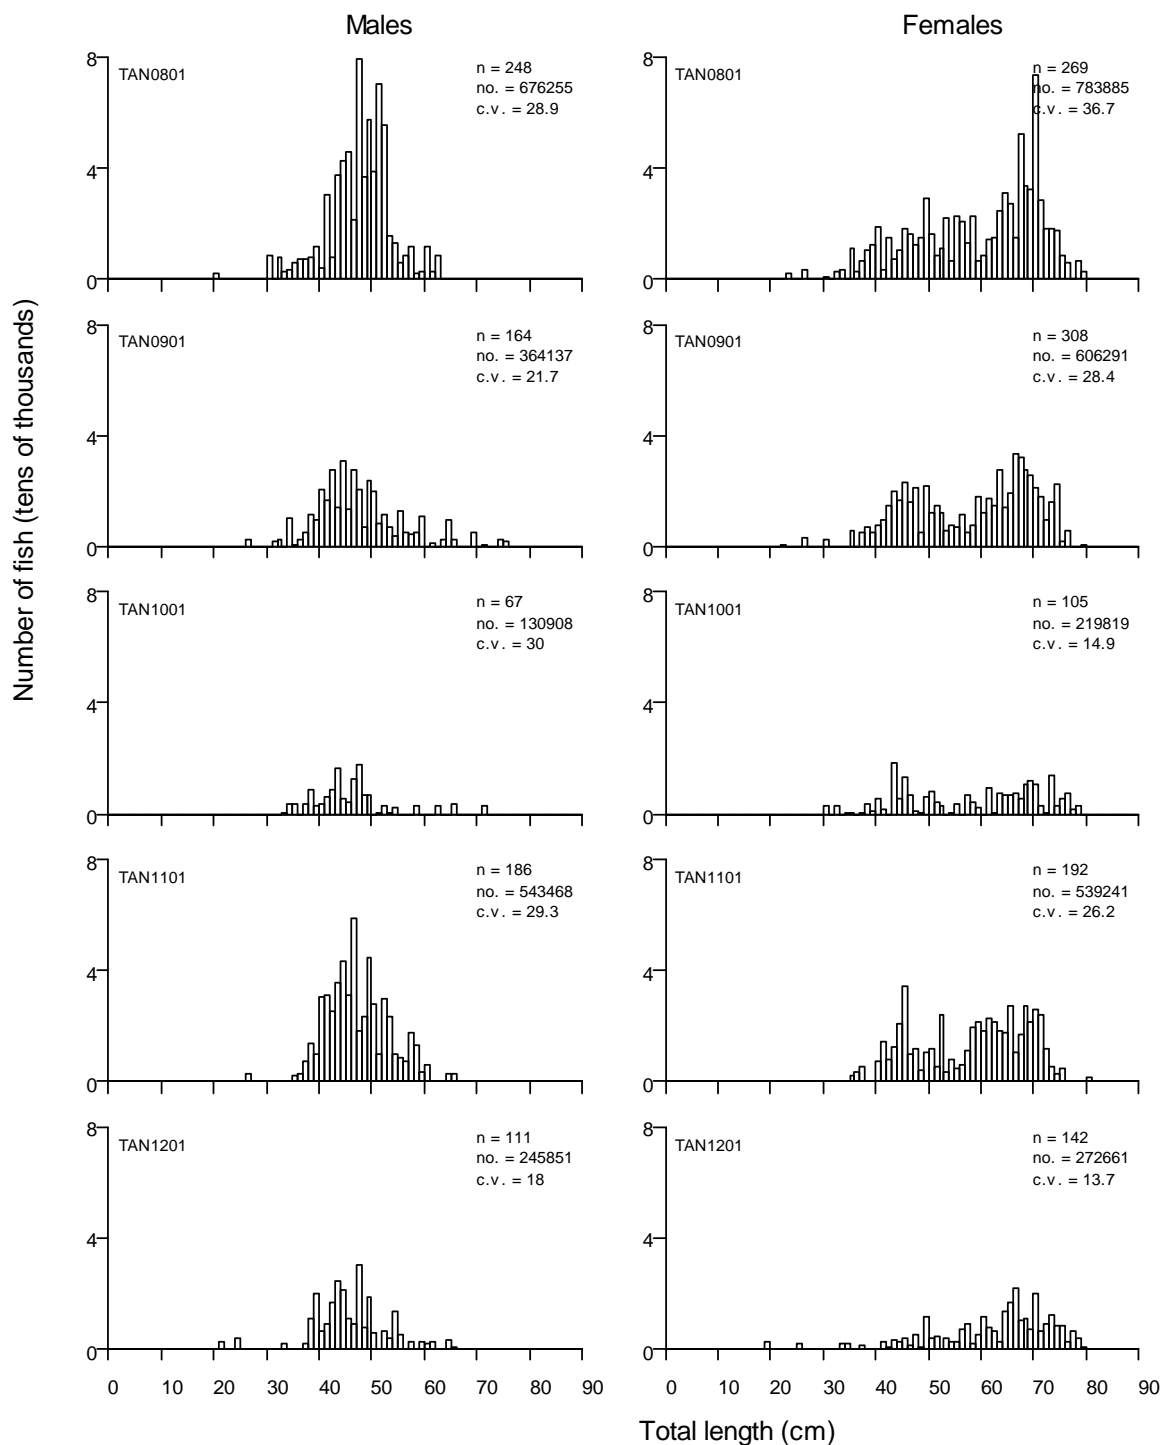 Males
Females
Number of fish (tens of thousands)
8
4
0
TAN0801
n = 248
no. = 676255
c.v. = 28.9
8
4
0
TAN0801
n = 269
no. = 783885
c.v. = 36.7
8
4
0
TAN0901
n = 164
no. = 364137
c.v. = 21.7
8
4
0
TAN0901
n = 308
no. = 606291
c.v. = 28.4
8
4
0
TAN1001
n = 67
no. = 130908
c.v. = 30
8
4
0
TAN1001
n = 105
no. = 219819
c.v. = 14.9
8
4
0
TAN1101
n = 186
no. = 543468
c.v. = 29.3
8
4
0
TAN1101
n = 192
no. = 539241
c.v. = 26.2
8
4
0
TAN1201
n = 111
no. = 245851
c.v. = 18
8
4
0
TAN1201
n = 142
no. = 272661
c.v. = 13.7
0 10 20 30 40 50 60 70 80 90
0 10 20 30 40 50 60 70 80 90
Total length (cm)